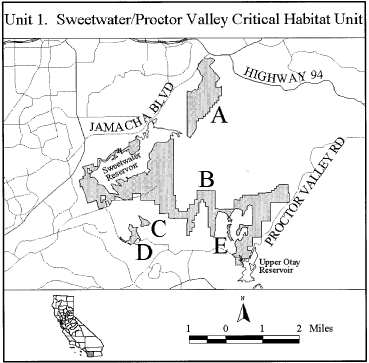 Unit 1. Sweetwater/Proctor Valley Critical Habitat Unit
HIGHWAY 94
JAMACHA BLVD
A
Sweetwater
Reservoir
B
PROCTOR VALLEY RD
C
D
E
Upper Otay
Reservoir
N
1 0 1 2 Miles